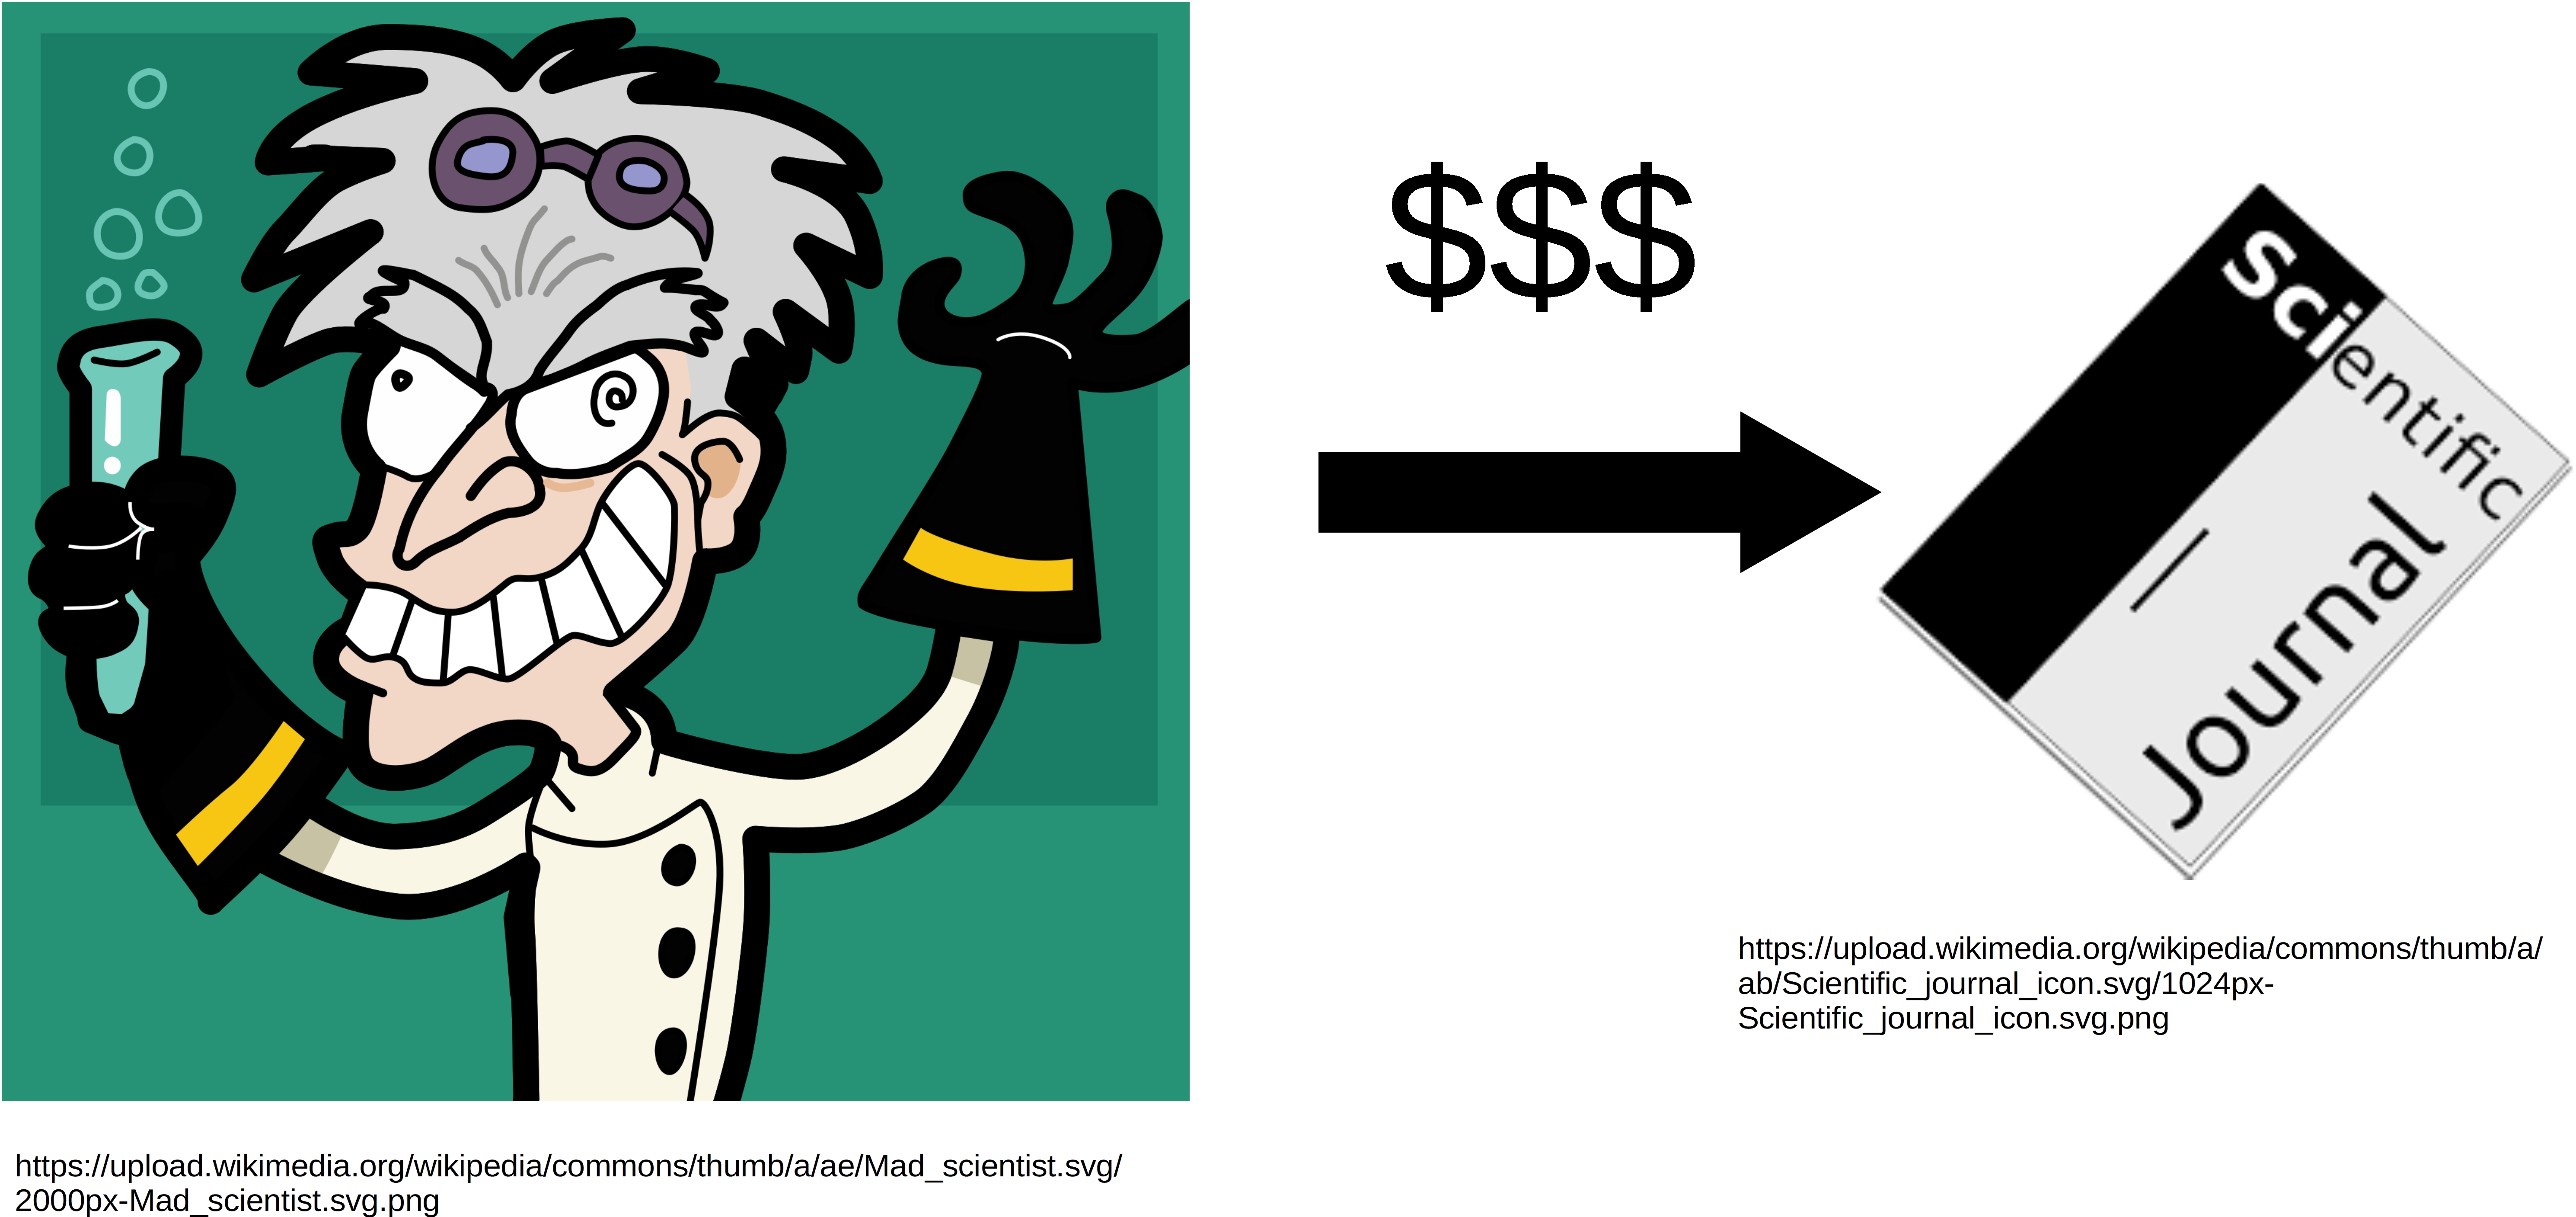 $$$
scientific
Journal
https://upload.wikimedia.org/wikipedia/commons/thumb/a/
ab/Scientific_journal_icon.svg/1024px-
Scientific_journal_icon.svg.png
https://upload.wikimedia.org/wikipedia/commons/thumb/a/ae/Mad_scientist.svg/
2000px-Mad_scientist.svg.png